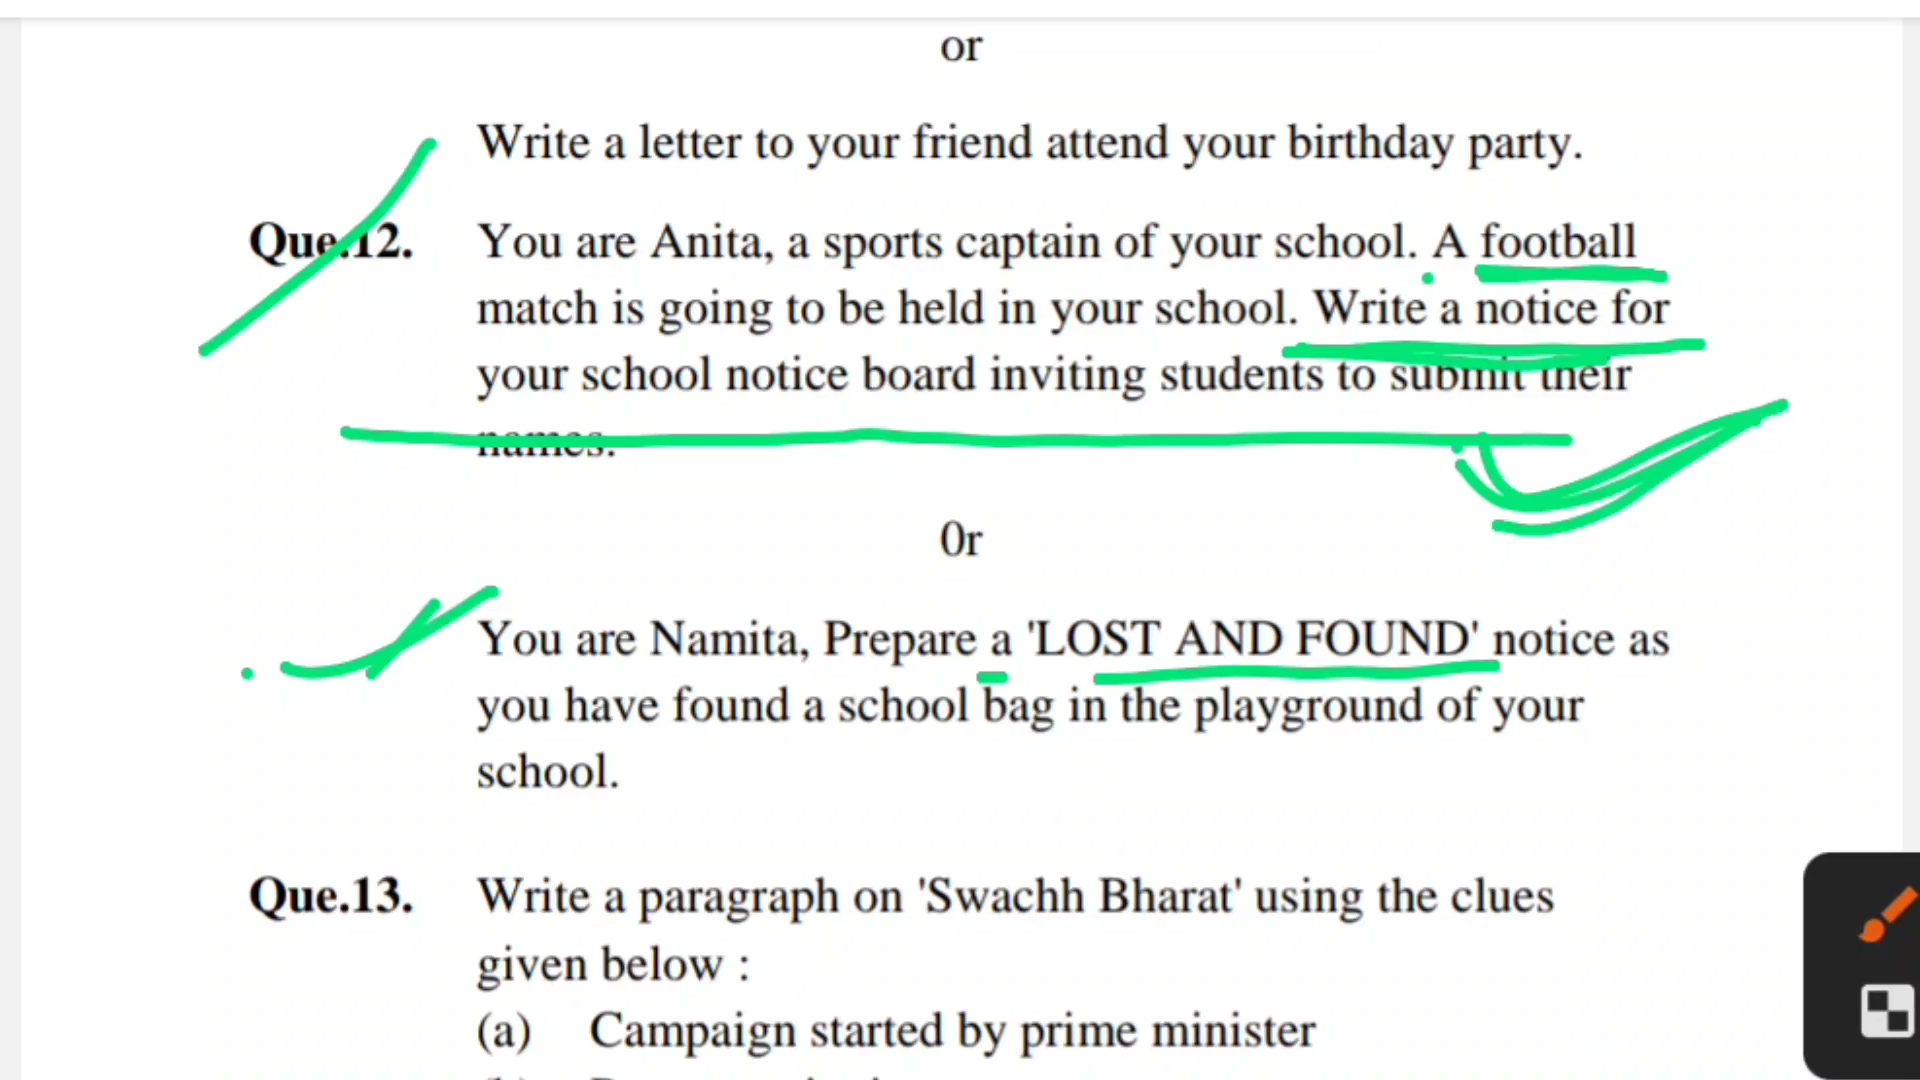 or
Write a letter to your friend attend your birthday party.
Que.12. You are Anita, a sports captain of your school. A football
match is going to be held in your school. Write a notice for
your school notice board inviting students to submit their
names.
0r
You are Namita, Prepare a 'LOST AND FOUND' notice as
you have found a school bag in the playground of your
school.
Que.13. Write a paragraph on 'Swachh Bharat' using the clues
given below :
(a) Campaign started by prime minister